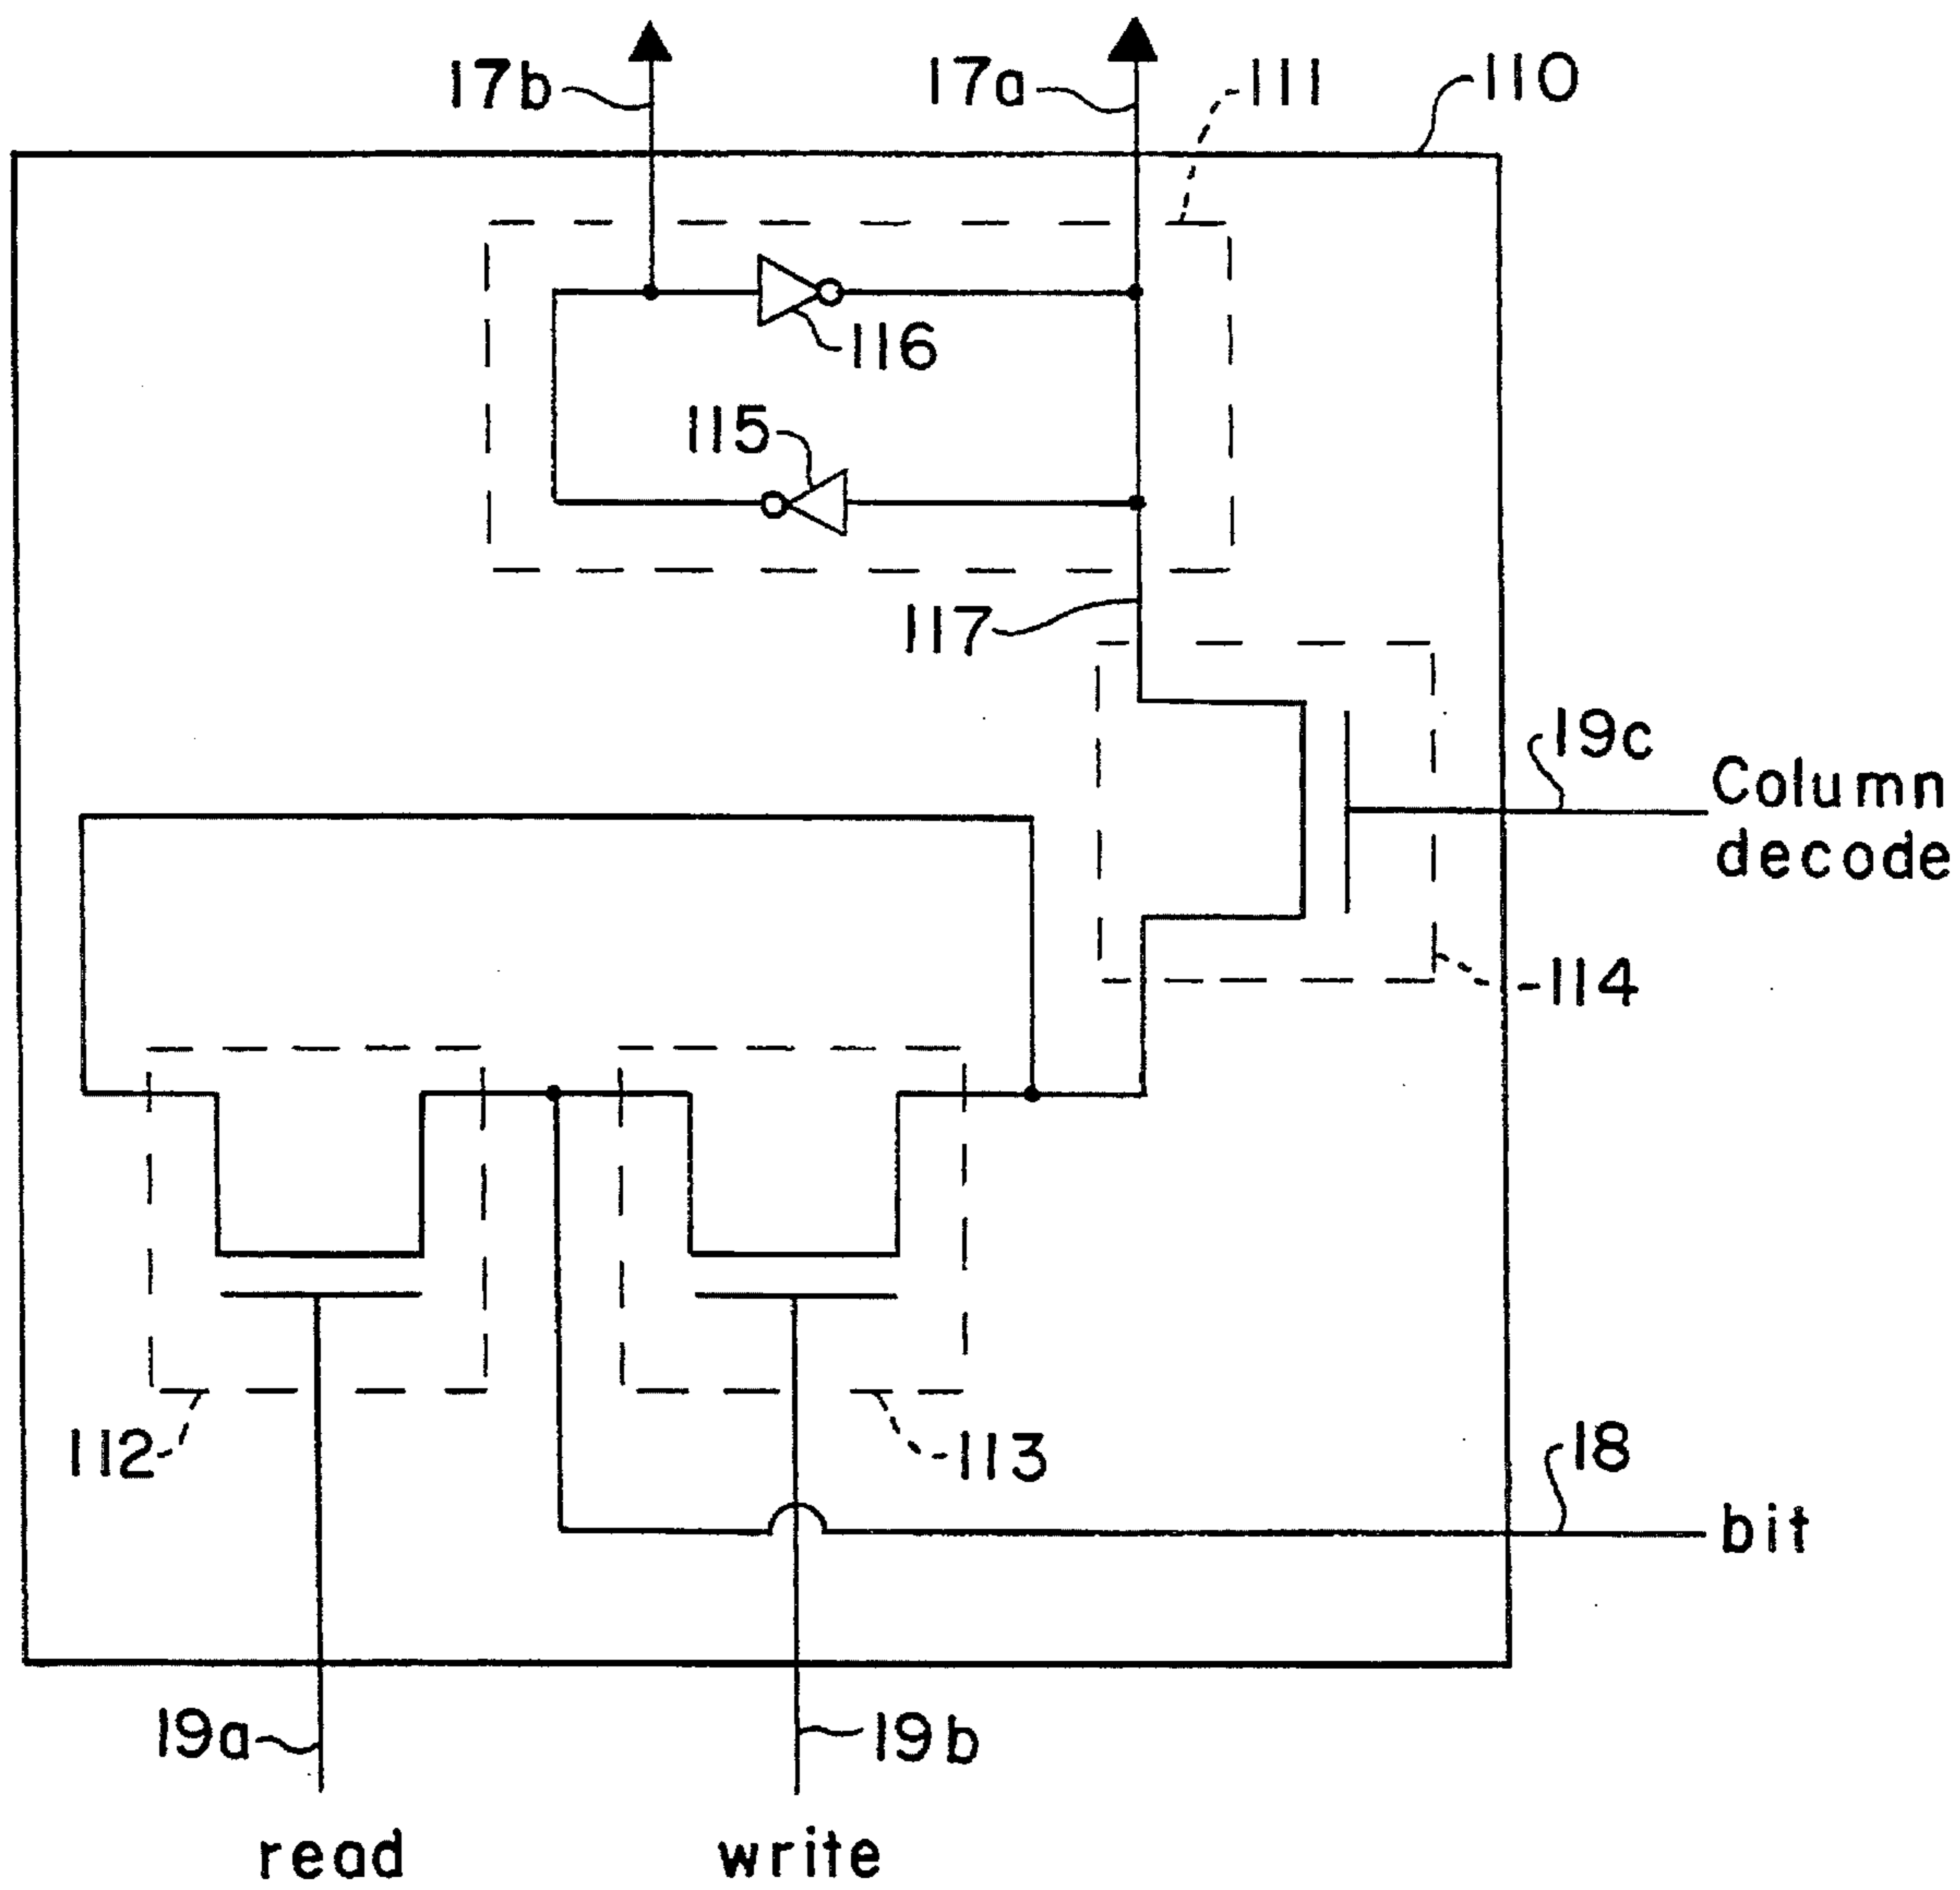 17b
17a
111
110
116
115
117
19c
Column
decode
114
112
113
18
bit
19a
19b
read
write